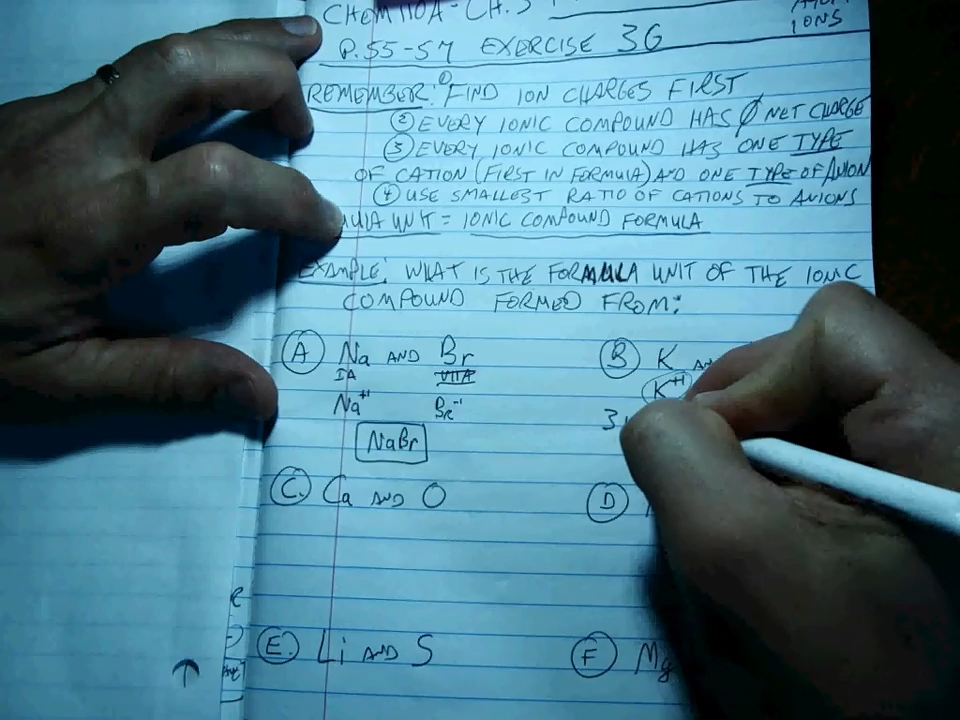 CHEM 110A - CH. 3
IONS
P. 55-57 EXERCISE 3G
REMEMBER: ① FIND ION CHARGES FIRST
② EVERY IONIC COMPOUND HAS ∅ NET CHARGE
③ EVERY IONIC COMPOUND HAS ONE TYPE
OF CATION (FIRST IN FORMULA) AND ONE TYPE OF ANION
④ USE SMALLEST RATIO OF CATIONS TO ANIONS
MULA UNIT = IONIC COMPOUND FORMULA
EXAMPLE: WHAT IS THE FORMULA UNIT OF THE IONIC
COMPOUND FORMED FROM:
Ⓐ Na AND Br
IA VIIA
Na⁺¹ Br⁻¹
NaBr
Ⓑ K
K⁺¹
3
Ⓒ. Ca AND O
Ⓓ
Ⓔ. Li AND S
Ⓕ Mg